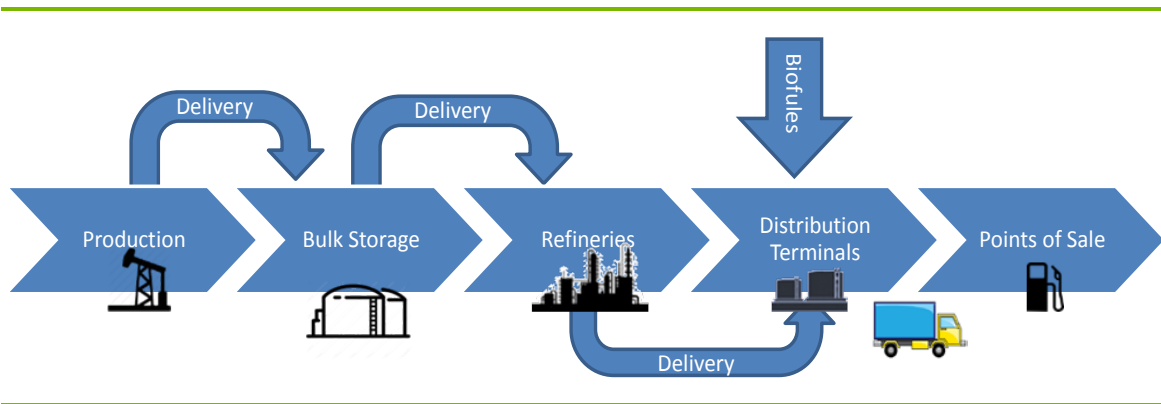 Delivery
Delivery
Biofules
Production
Bulk Storage
Refineries
Distribution
Terminals
Points of Sale
Delivery